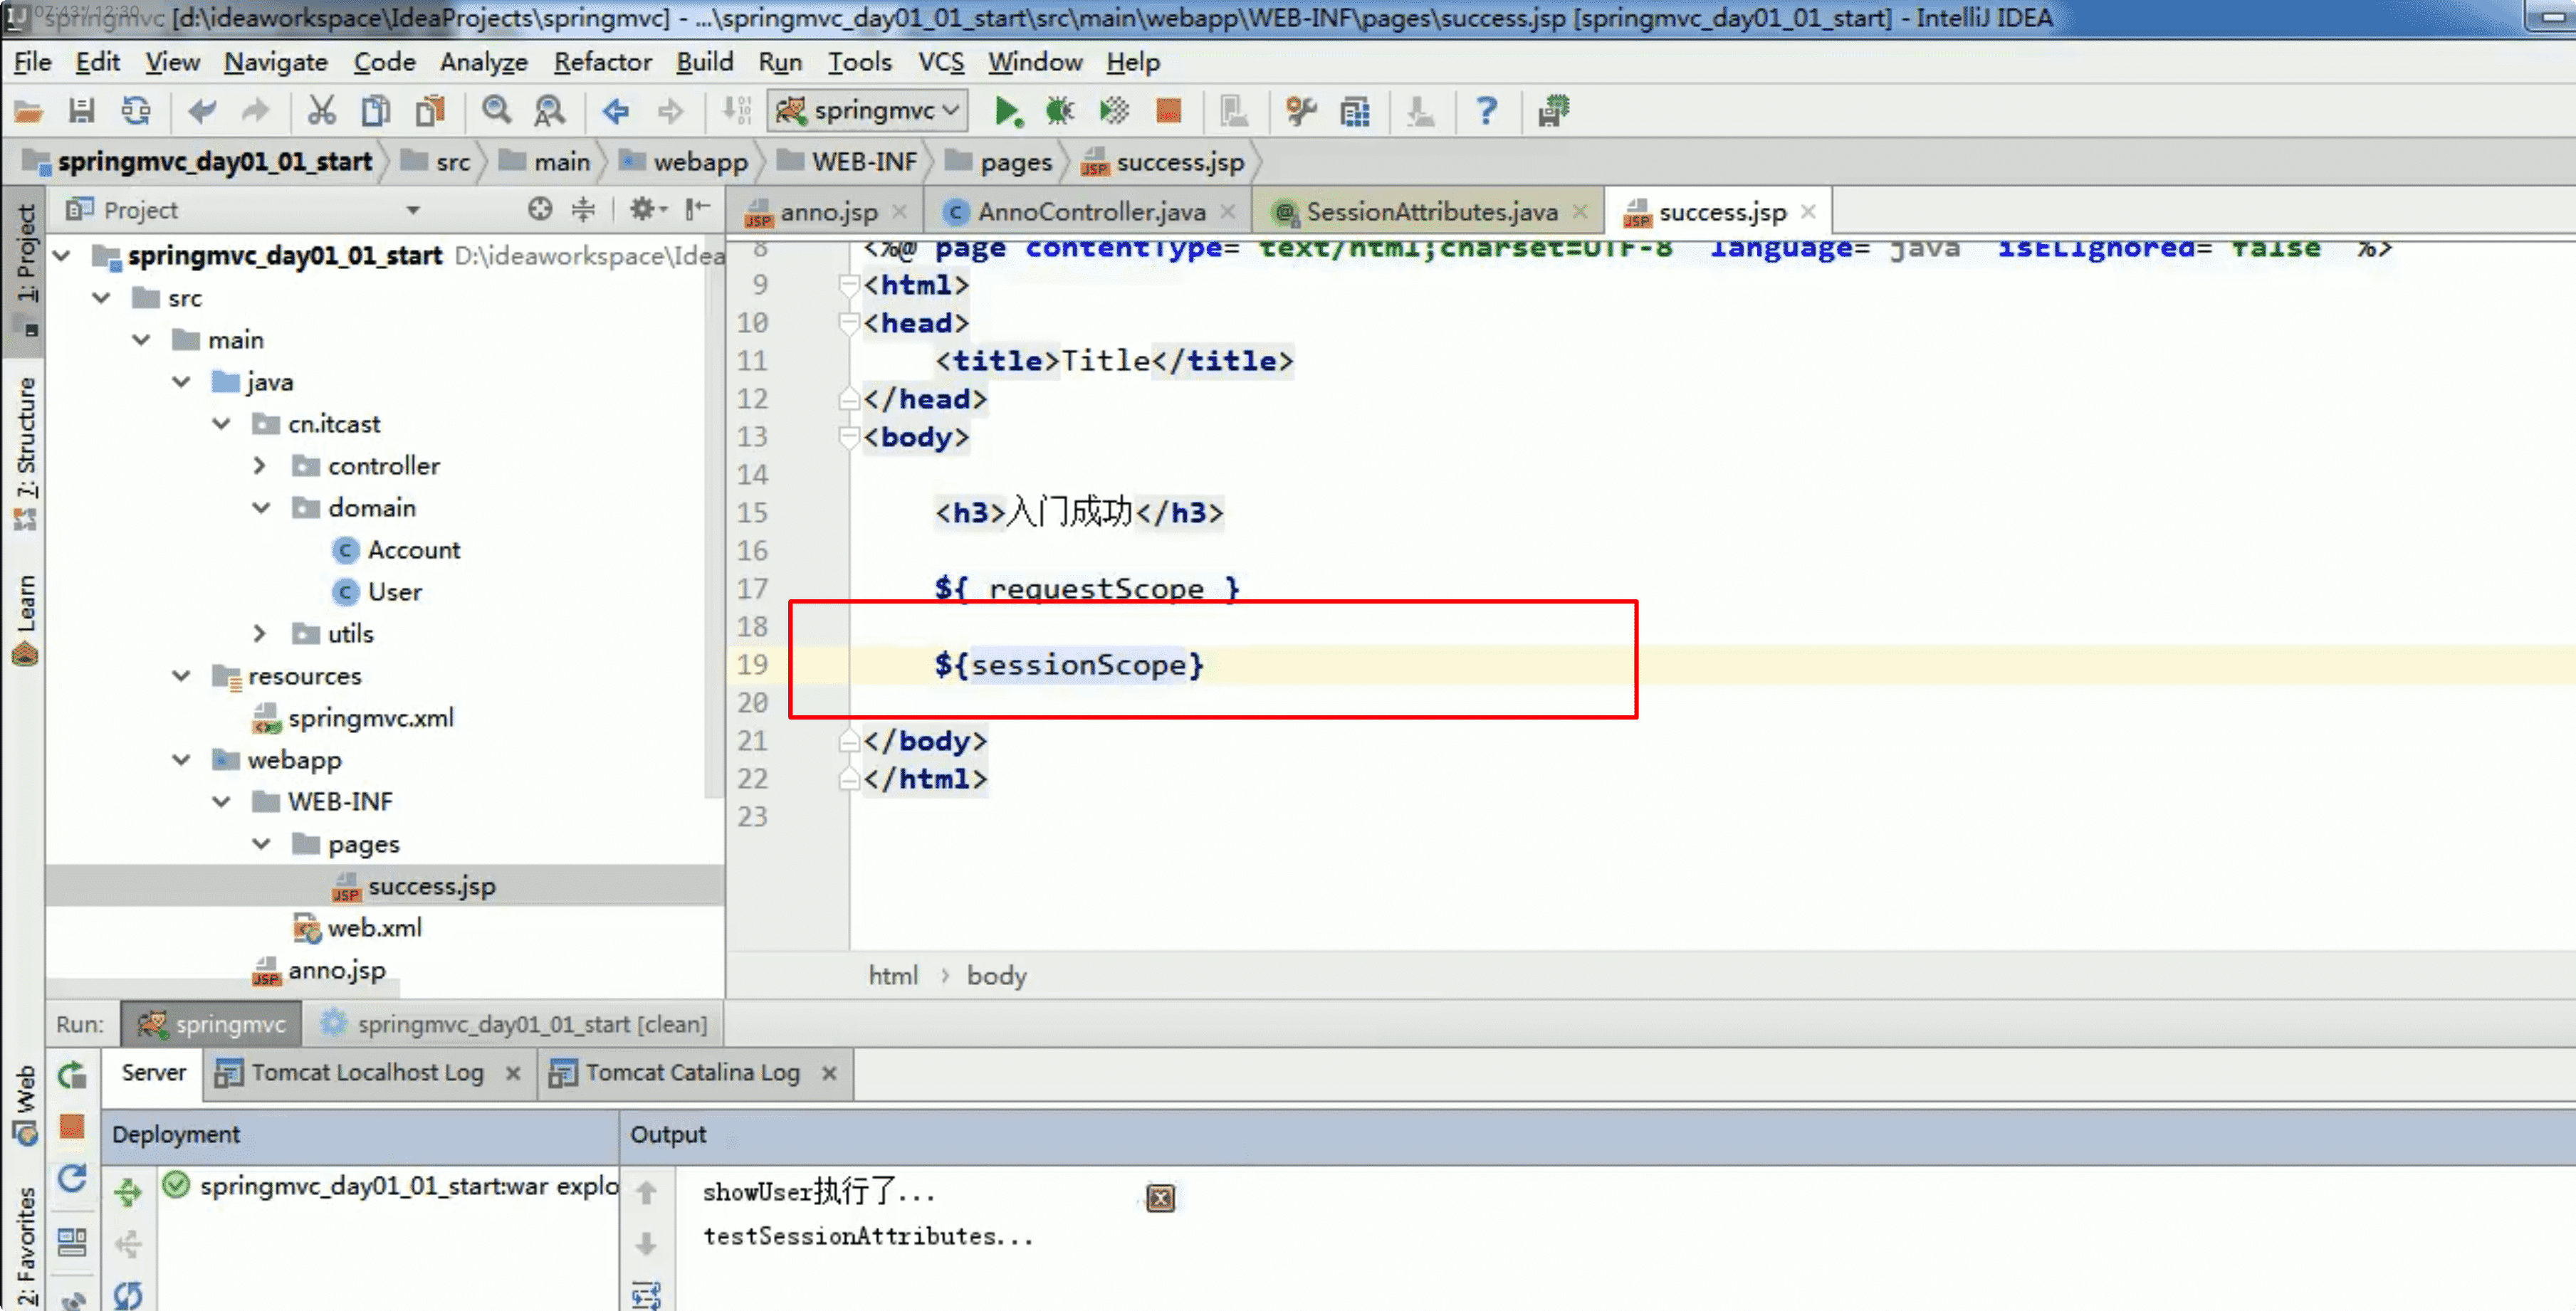 07:43 / 12:30
springmvc [d:\ideaworkspace\IdeaProjects\springmvc] - ...\springmvc_day01_01_start\src\main\webapp\WEB-INF\pages\success.jsp [springmvc_day01_01_start] - IntelliJ IDEA
File Edit View Navigate Code Analyze Refactor Build Run Tools VCS Window Help
springmvc
springmvc_day01_01_start src main webapp WEB-INF pages success.jsp
Project
anno.jsp AnnoController.java SessionAttributes.java success.jsp
1: Project
7: Structure
Learn
Web
2: Favorites
springmvc_day01_01_start D:\ideaworkspace\Idea
src
main
java
cn.itcast
controller
domain
Account
User
utils
resources
springmvc.xml
webapp
WEB-INF
pages
success.jsp
web.xml
anno.jsp
8 <%@ page contentType="text/html;charset=UTF-8" language="java" isELIgnored="false" %>
9 <html>
10 <head>
11 <title>Title</title>
12 </head>
13 <body>
14
15 <h3>入门成功</h3>
16
17 ${ requestScope }
18
19 ${sessionScope}
20
21 </body>
22 </html>
23
html › body
Run: springmvc springmvc_day01_01_start [clean]
Server Tomcat Localhost Log Tomcat Catalina Log
Deployment Output
springmvc_day01_01_start:war explo
showUser执行了...
testSessionAttributes...